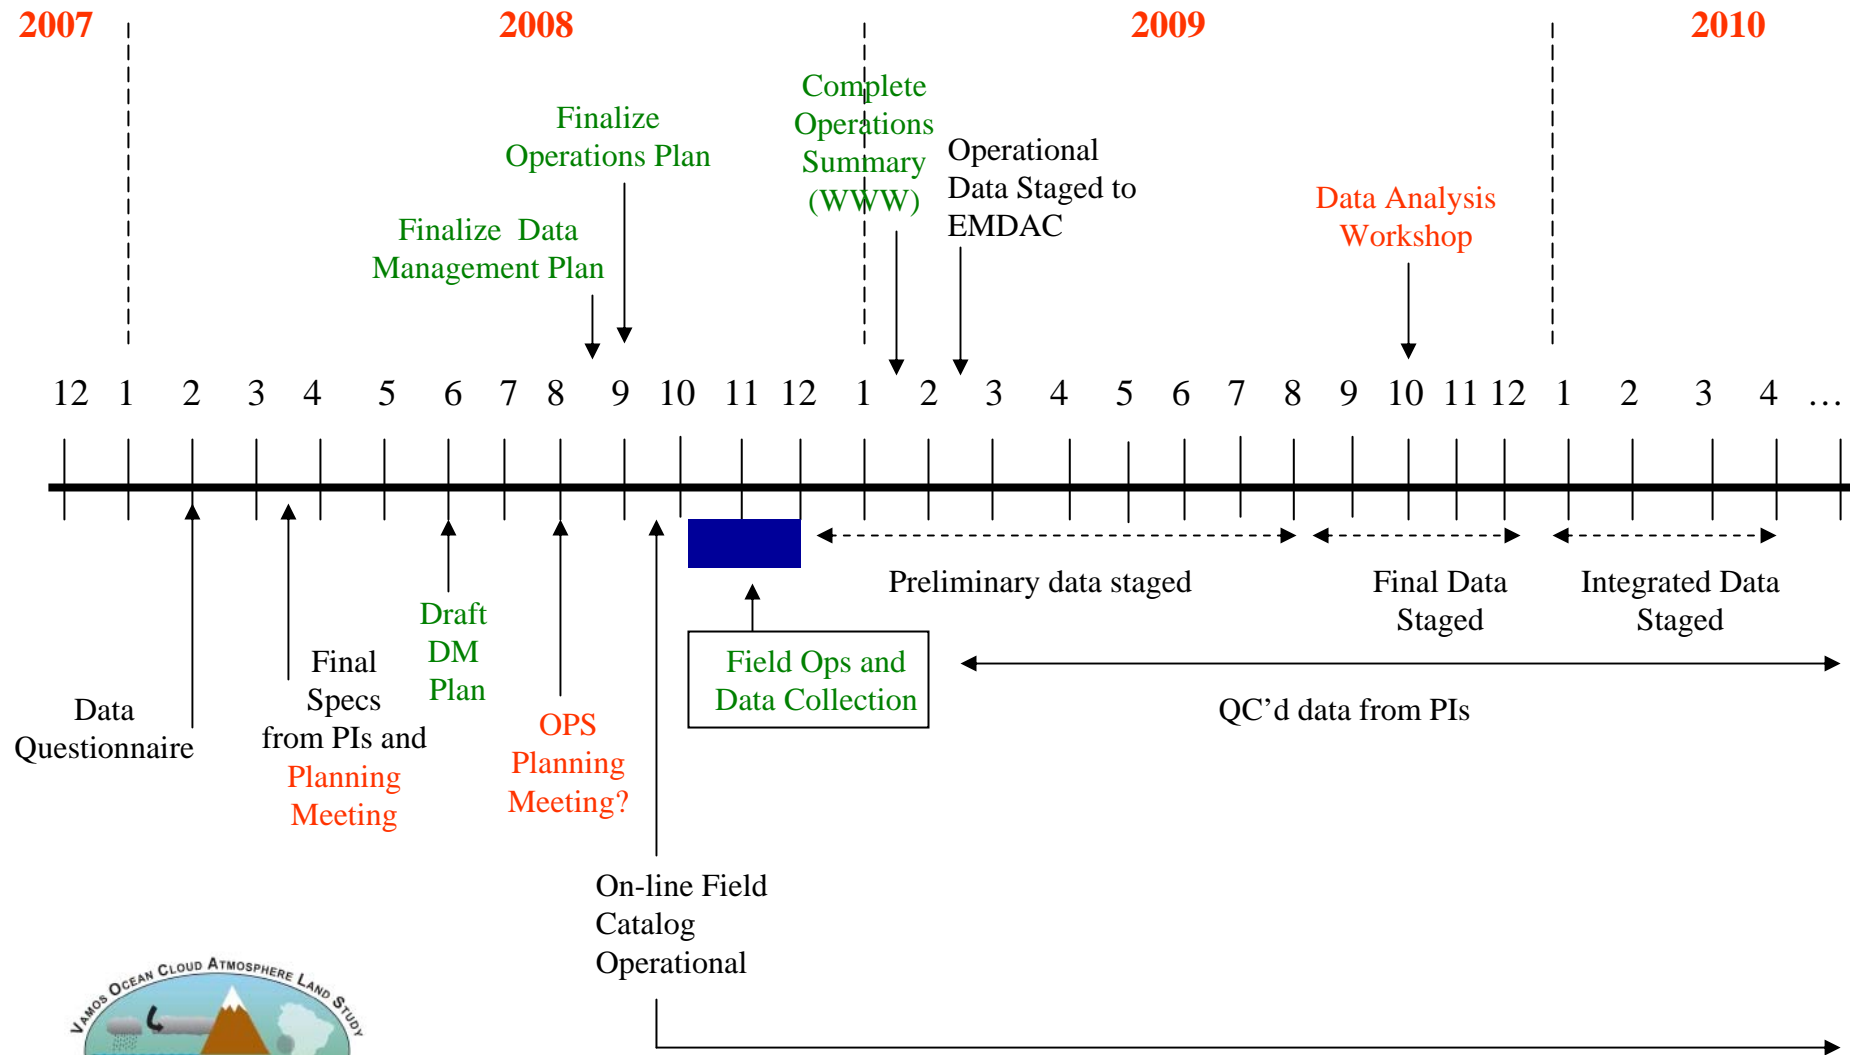 2007 2008 2009 2010
Complete
Operations
Summary
(WWW)
Finalize
Operations Plan
Operational
Data Staged to
EMDAC
Data Analysis
Workshop
Finalize Data
Management Plan
12 1 2 3 4 5 6 7 8 9 10 11 12 1 2 3 4 5 6 7 8 9 10 11 12 1 2 3 4 …
Preliminary data staged
Final Data
Staged
Integrated Data
Staged
Draft
DM
Plan
Field Ops and
Data Collection
Final
Specs
from PIs and
Planning
Meeting
Data
Questionnaire
OPS
Planning
Meeting?
QC’d data from PIs
On-line Field
Catalog
Operational
VAMOS OCEAN CLOUD ATMOSPHERE LAND STUDY